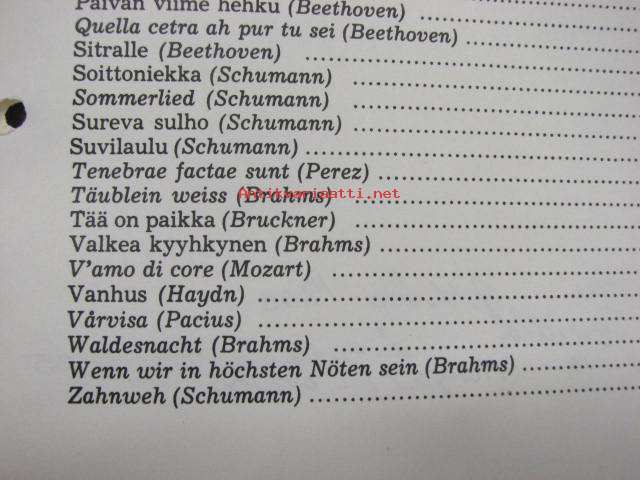 Päivän viime hehku (Beethoven) ..............................
Quella cetra ah pur tu sei (Beethoven) ..............................
Sitralle (Beethoven) ..............................
Soittoniekka (Schumann) ..............................
Sommerlied (Schumann) ..............................
Sureva sulho (Schumann) ..............................
Suvilaulu (Schumann) ..............................
Tenebrae factae sunt (Perez) ..............................
Täublein weiss (Brahms) ..............................
Antikvariaatti.net
Tää on paikka (Bruckner) ..............................
Valkea kyyhkynen (Brahms) ..............................
V'amo di core (Mozart) ..............................
Vanhus (Haydn) ..............................
Vårvisa (Pacius) ..............................
Waldesnacht (Brahms) ..............................
Wenn wir in höchsten Nöten sein (Brahms) ..............................
Zahnweh (Schumann) ..............................